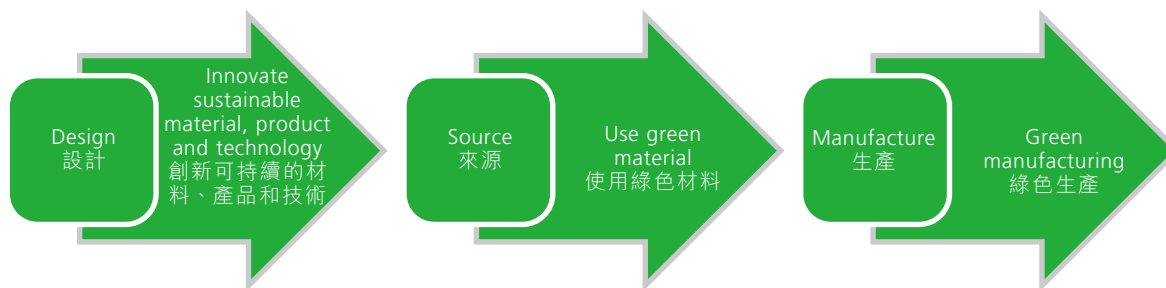 Design
設計
Innovate
sustainable
material, product
and technology
創新可持續的材
料、產品和技術
Source
來源
Use green
material
使用綠色材料
Manufacture
生產
Green
manufacturing
綠色生產